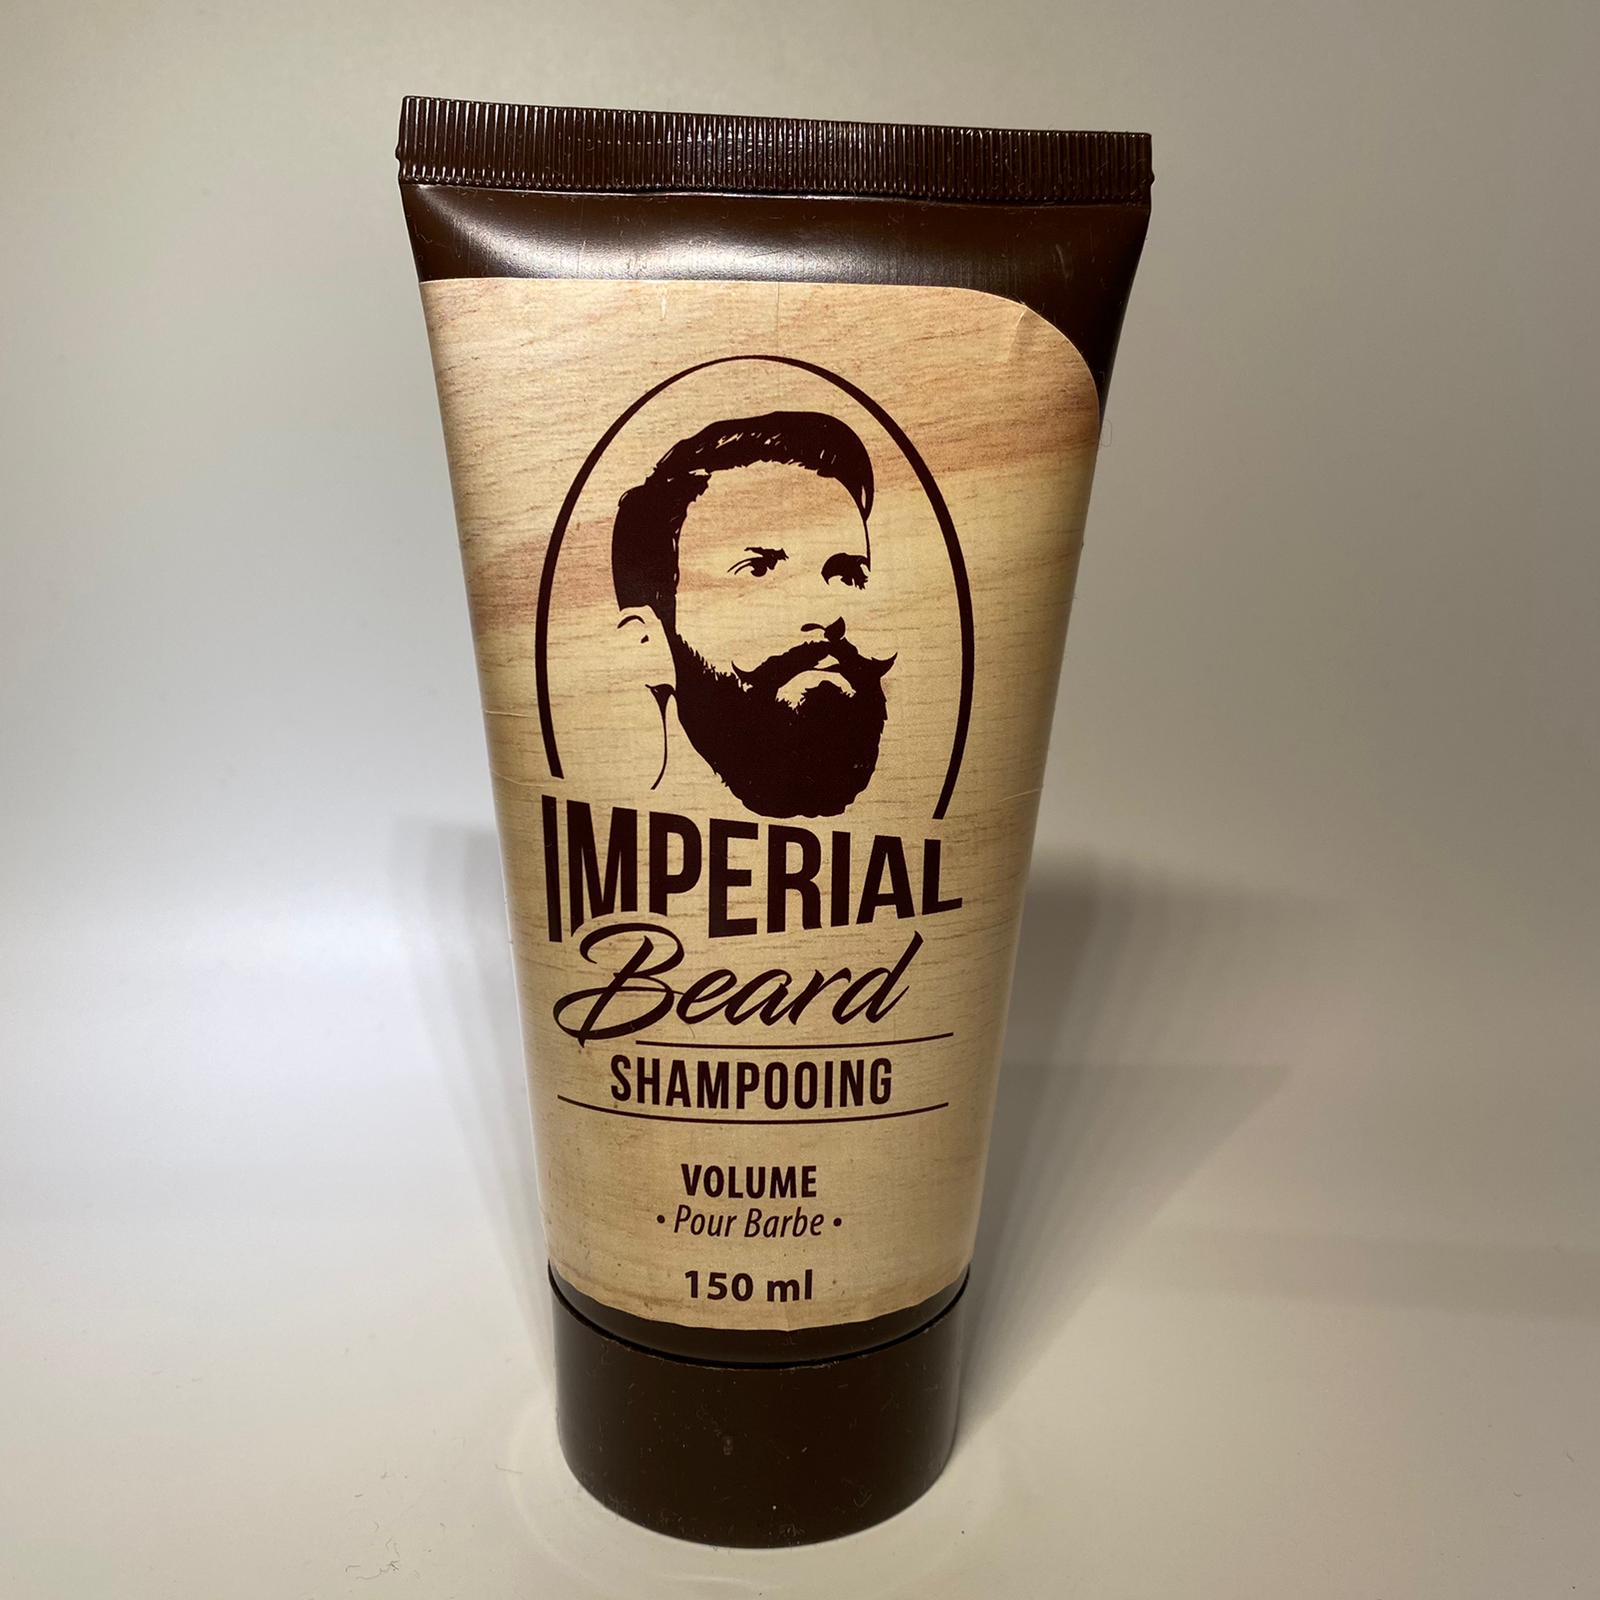 IMPERIAL
Beard
SHAMPOOING
VOLUME
• Pour Barbe •
150 ml